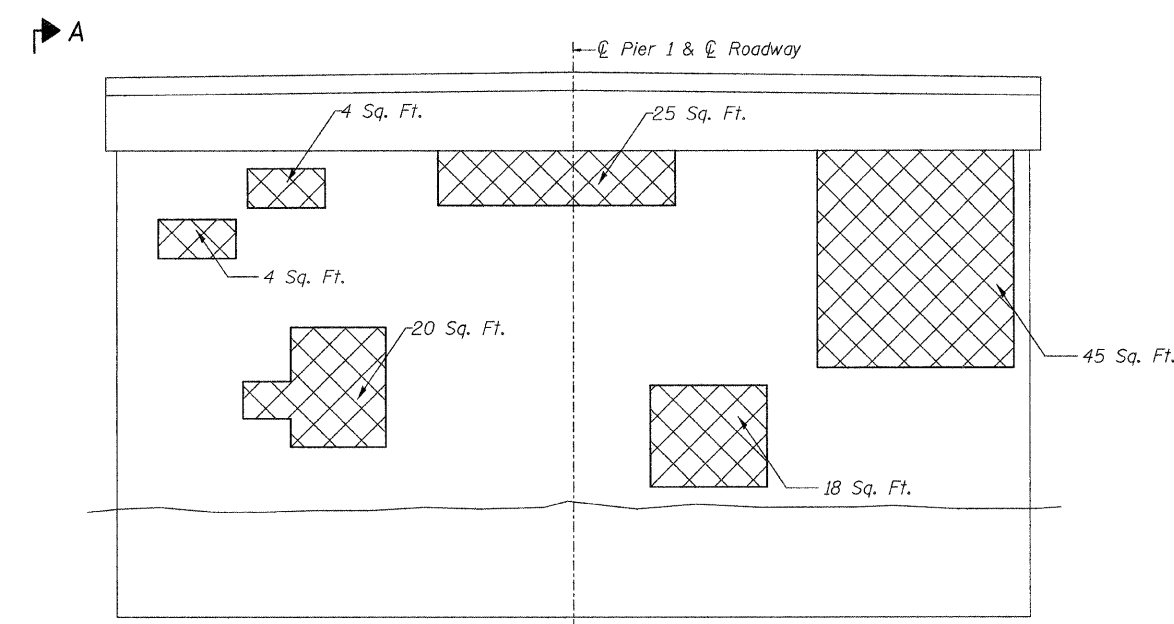 A
℄ Pier 1 & ℄ Roadway
4 Sq. Ft.
25 Sq. Ft.
4 Sq. Ft.
20 Sq. Ft.
45 Sq. Ft.
18 Sq. Ft.